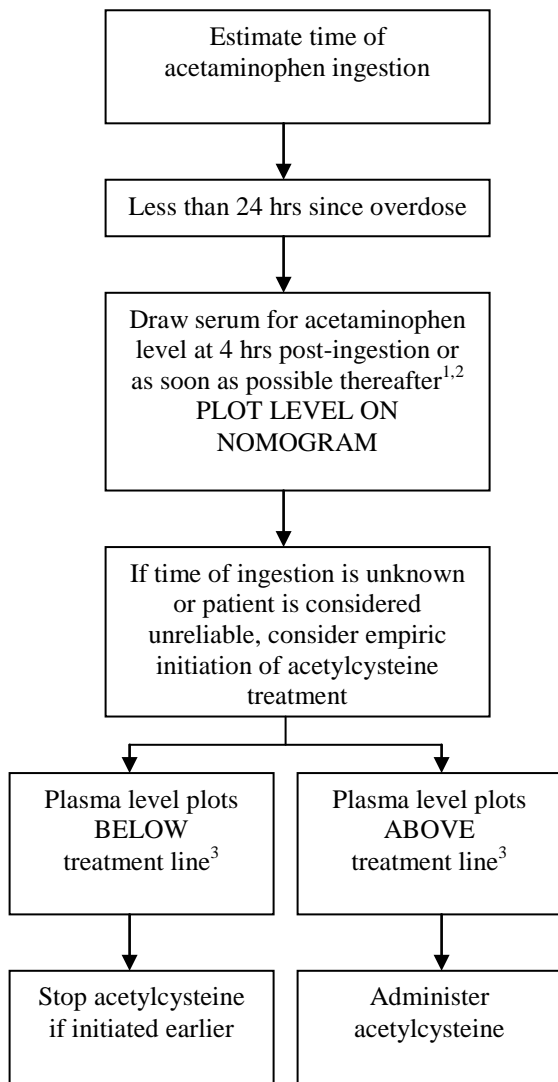 Estimate time of
acetaminophen ingestion
Less than 24 hrs since overdose
Draw serum for acetaminophen
level at 4 hrs post-ingestion or
as soon as possible thereafter1,2
PLOT LEVEL ON
NOMOGRAM
If time of ingestion is unknown
or patient is considered
unreliable, consider empiric
initiation of acetylcysteine
treatment
Plasma level plots
BELOW
treatment line3
Plasma level plots
ABOVE
treatment line3
Stop acetylcysteine
if initiated earlier
Administer
acetylcysteine